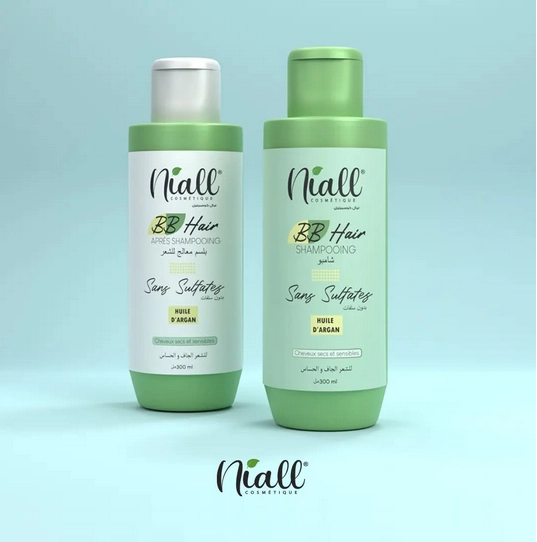 Niall®
COSMÉTIQUE
BB Hair
APRÈS SHAMPOOING
بلسم معالج للشعر
Sans Sulfates
بدون سلفات
HUILE
D'ARGAN
Cheveux secs et sensibles
للشعر الجاف و الحساس
300 ml مل
Niall®
COSMÉTIQUE
BB Hair
SHAMPOOING
شامبو
Sans Sulfates
بدون سلفات
HUILE
D'ARGAN
Cheveux secs et sensibles
للشعر الجاف و الحساس
300 ml مل
Niall®
COSMÉTIQUE